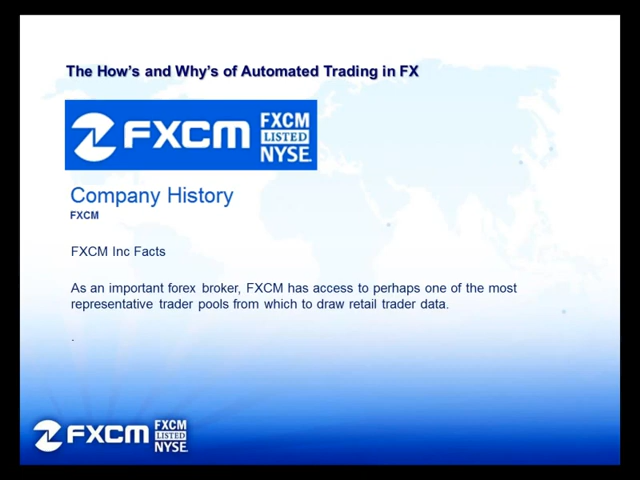 The How's and Why's of Automated Trading in FX
FXCM FXCM
LISTED
NYSE.
Company History
FXCM
FXCM Inc Facts
As an important forex broker, FXCM has access to perhaps one of the most
representative trader pools from which to draw retail trader data.
.
FXCM FXCM
LISTED
NYSE.